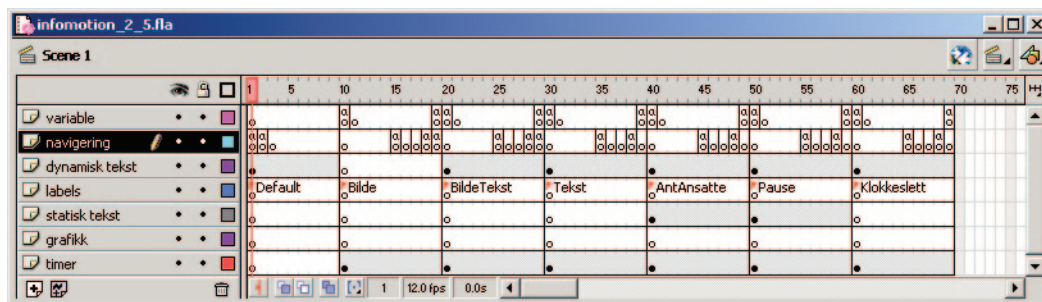 infomotion_2_5.fla
Scene 1
1 5 10 15 20 25 30 35 40 45 50 55 60 65 70 75
variable
navigering
dynamisk tekst
labels Default Bilde BildeTekst Tekst AntAnsatte Pause Klokkeslett
statisk tekst
grafikk
timer
1 12.0 fps 0.0s